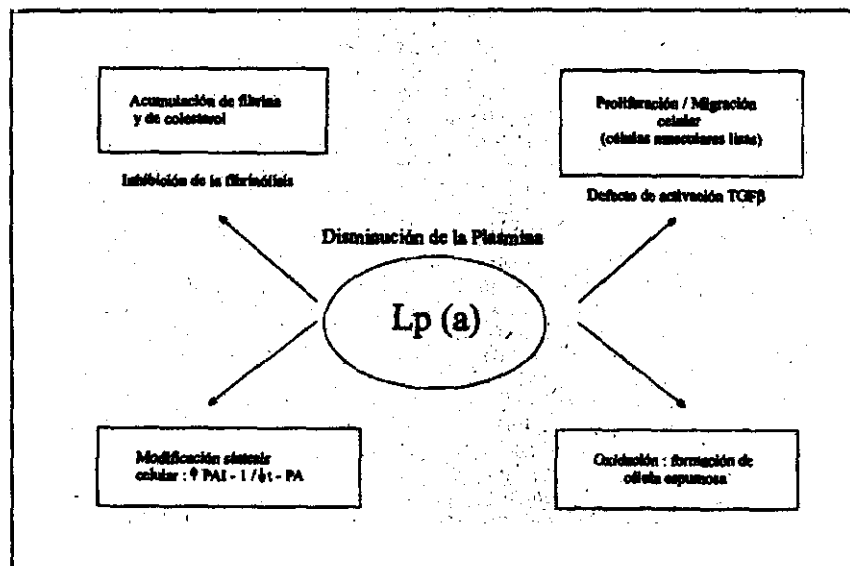 Acumulación de fibrina
y de colesterol
Proliferación / Migración
celular
(células musculares lisas)
Inhibición de la fibrinólisis
Defecto de activación TGFβ
Disminución de la Plasmina
Lp (a)
Modificación síntesis
celular : ↑ PAI - 1 / ↓ t - PA
Oxidación : formación de
célula espumosa